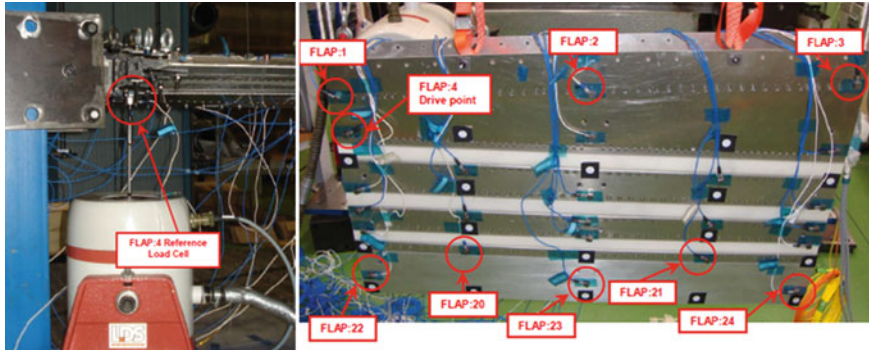 FLAP:1
FLAP:2
FLAP:3
FLAP:4
Drive point
FLAP:4 Reference
Load Cell
LDS
FLAP:22
FLAP:20
FLAP:23
FLAP:21
FLAP:24